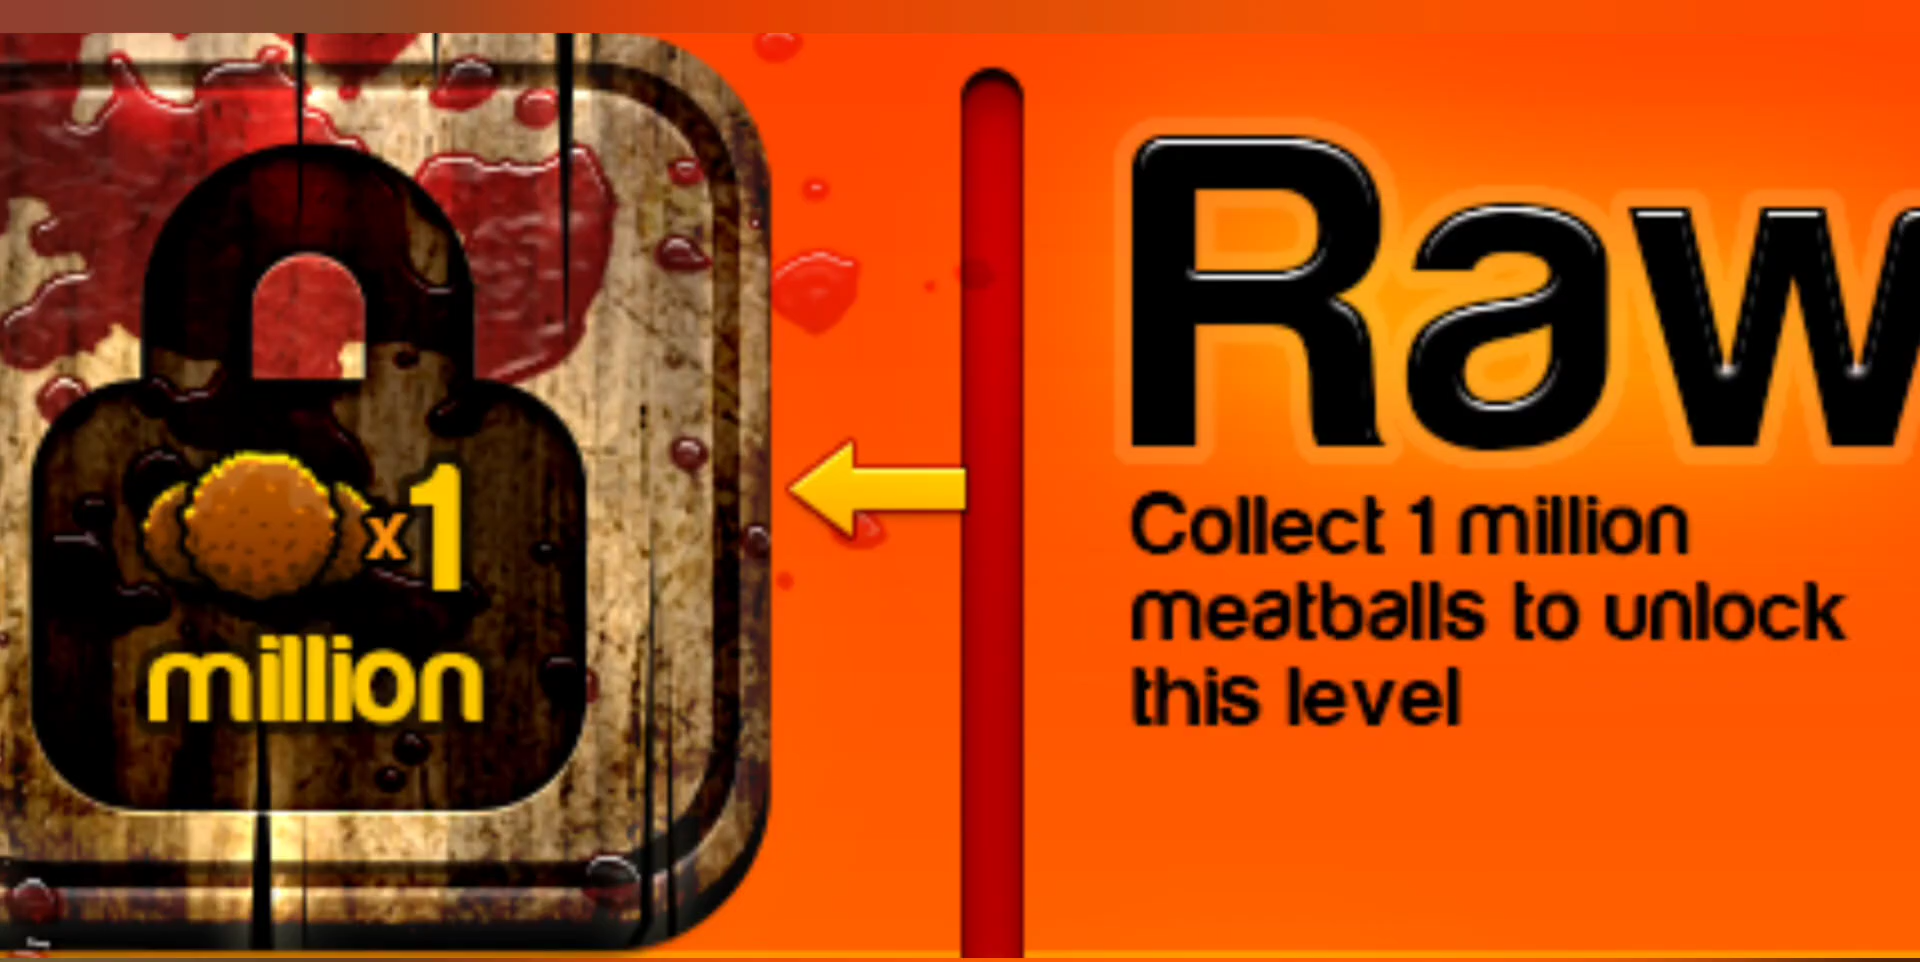 x1
million
Raw
Collect 1 million
meatballs to unlock
this level